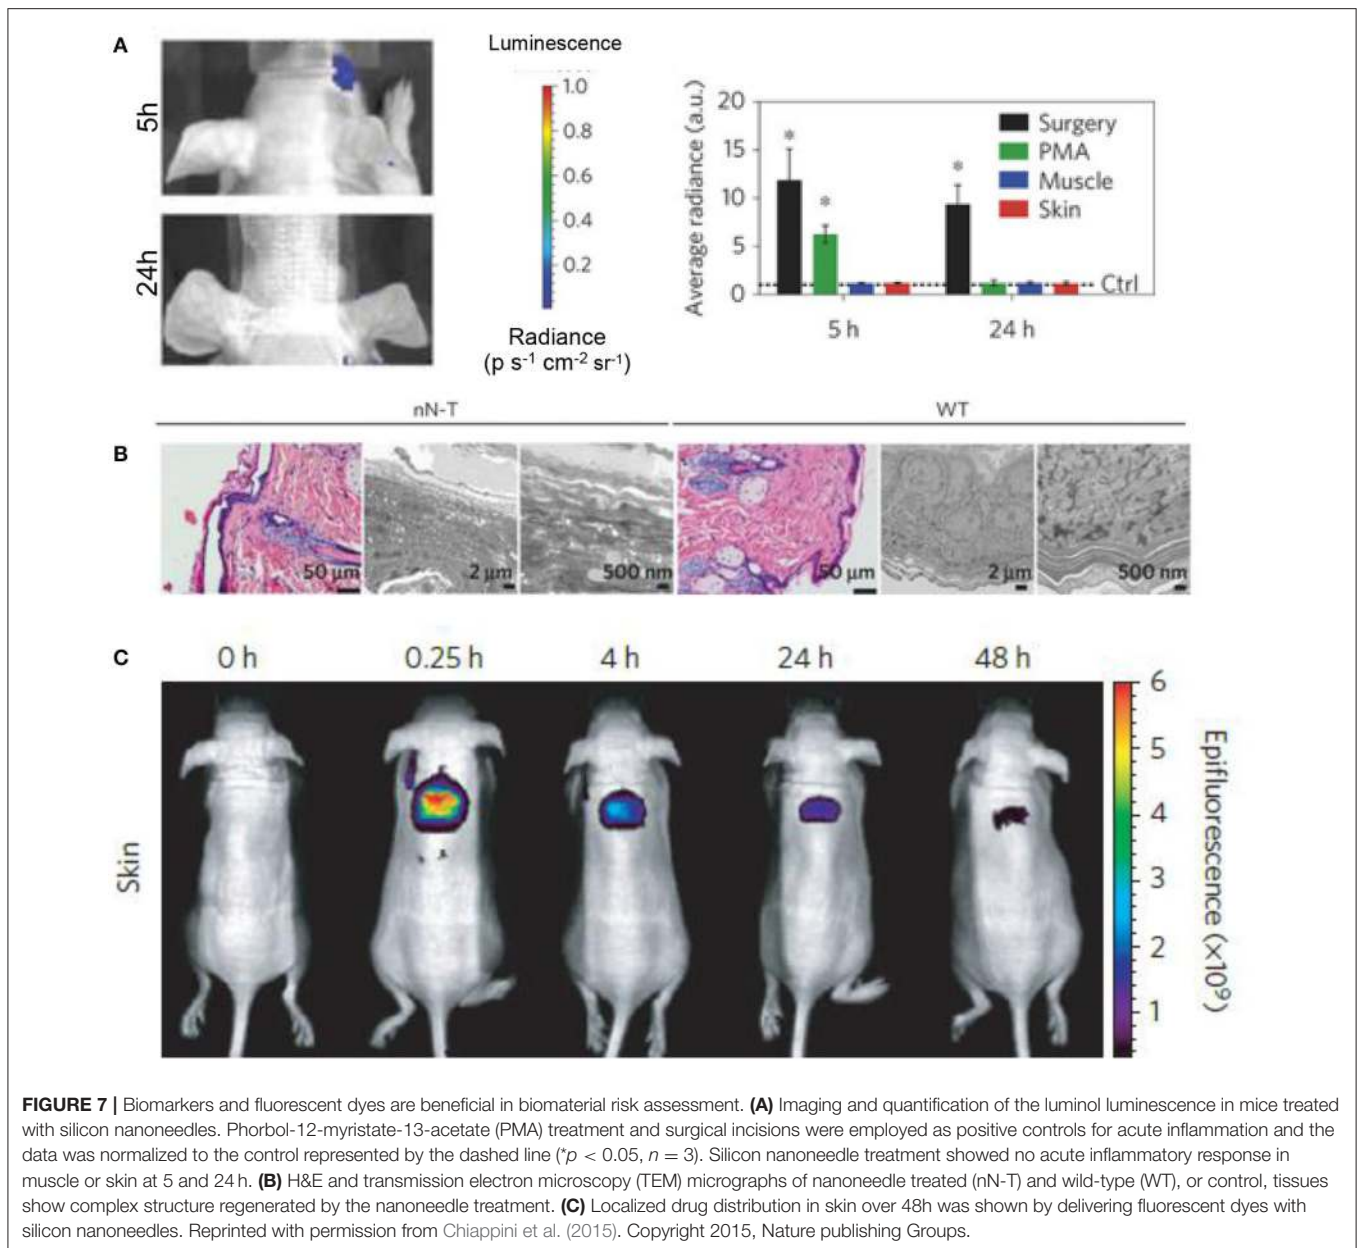 A
5h
24h
Luminescence
1.0
0.8
0.6
0.4
0.2
Radiance
(p s-1 cm-2 sr-1)
Average radiance (a.u.)
20
15
10
5
0
*
*
*
Surgery
PMA
Muscle
Skin
Ctrl
5 h
24 h
nN-T
WT
B
50 μm
2 μm
500 nm
50 μm
2 μm
500 nm
C
0 h
0.25 h
4 h
24 h
48 h
Skin
6
5
4
3
2
1
Epifluorescence (×10⁹)
FIGURE 7 | Biomarkers and fluorescent dyes are beneficial in biomaterial risk assessment. (A) Imaging and quantification of the luminol luminescence in mice treated
with silicon nanoneedles. Phorbol-12-myristate-13-acetate (PMA) treatment and surgical incisions were employed as positive controls for acute inflammation and the
data was normalized to the control represented by the dashed line (*p < 0.05, n = 3). Silicon nanoneedle treatment showed no acute inflammatory response in
muscle or skin at 5 and 24 h. (B) H&E and transmission electron microscopy (TEM) micrographs of nanoneedle treated (nN-T) and wild-type (WT), or control, tissues
show complex structure regenerated by the nanoneedle treatment. (C) Localized drug distribution in skin over 48h was shown by delivering fluorescent dyes with
silicon nanoneedles. Reprinted with permission from Chiappini et al. (2015). Copyright 2015, Nature publishing Groups.